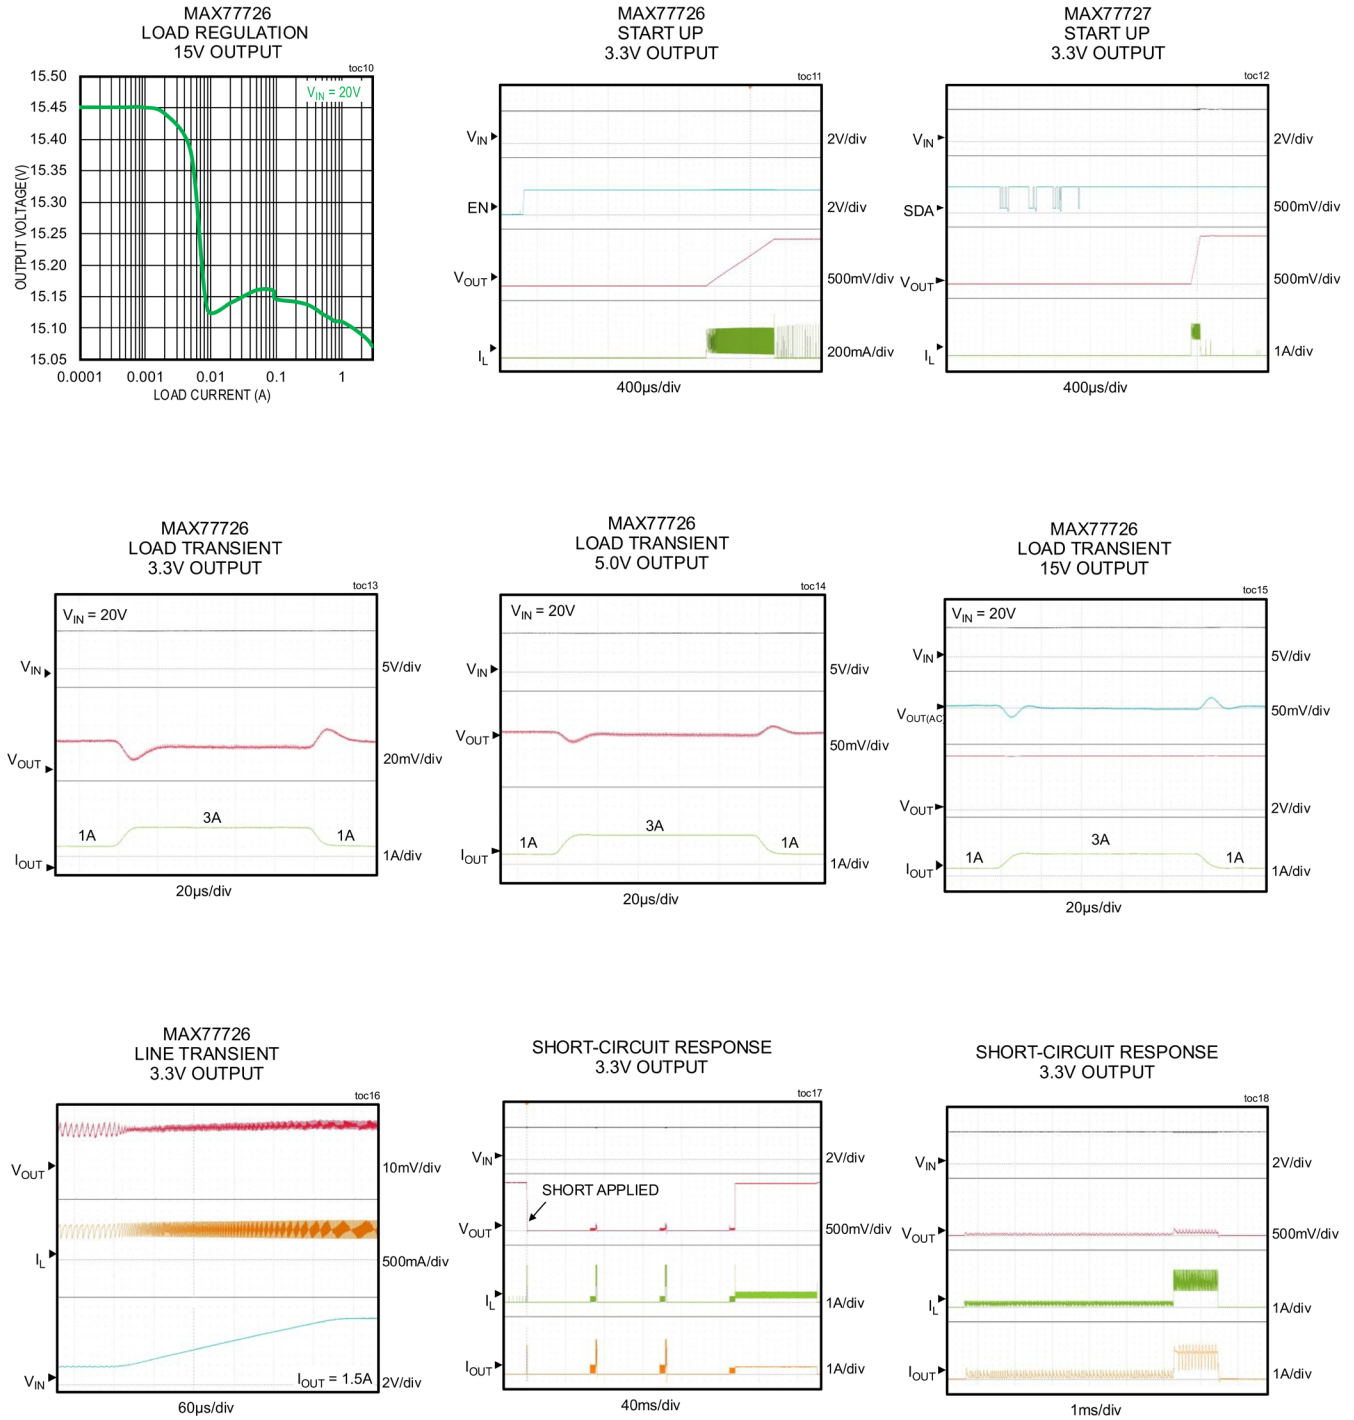 MAX77726
LOAD REGULATION
15V OUTPUT
toc10
15.50
15.45
15.40
15.35
15.30
15.25
15.20
15.15
15.10
15.05
OUTPUT VOLTAGE(V)
VIN = 20V
0.0001 0.001 0.01 0.1 1
LOAD CURRENT (A)
MAX77726
START UP
3.3V OUTPUT
toc11
VIN 2V/div
EN 2V/div
VOUT 500mV/div
IL 200mA/div
400µs/div
MAX77727
START UP
3.3V OUTPUT
toc12
VIN 2V/div
SDA 500mV/div
VOUT 500mV/div
IL 1A/div
400µs/div
MAX77726
LOAD TRANSIENT
3.3V OUTPUT
toc13
VIN = 20V
VIN 5V/div
VOUT 20mV/div
1A 3A 1A
IOUT 1A/div
20µs/div
MAX77726
LOAD TRANSIENT
5.0V OUTPUT
toc14
VIN = 20V
VIN 5V/div
VOUT 50mV/div
1A 3A 1A
IOUT 1A/div
20µs/div
MAX77726
LOAD TRANSIENT
15V OUTPUT
toc15
VIN = 20V
VIN 5V/div
VOUT(AC 50mV/div
VOUT 2V/div
1A 3A 1A
IOUT 1A/div
20µs/div
MAX77726
LINE TRANSIENT
3.3V OUTPUT
toc16
VOUT 10mV/div
IL 500mA/div
VIN IOUT = 1.5A 2V/div
60µs/div
SHORT-CIRCUIT RESPONSE
3.3V OUTPUT
toc17
VIN 2V/div
SHORT APPLIED
VOUT 500mV/div
IL 1A/div
IOUT 1A/div
40ms/div
SHORT-CIRCUIT RESPONSE
3.3V OUTPUT
toc18
VIN 2V/div
VOUT 500mV/div
IL 1A/div
IOUT 1A/div
1ms/div